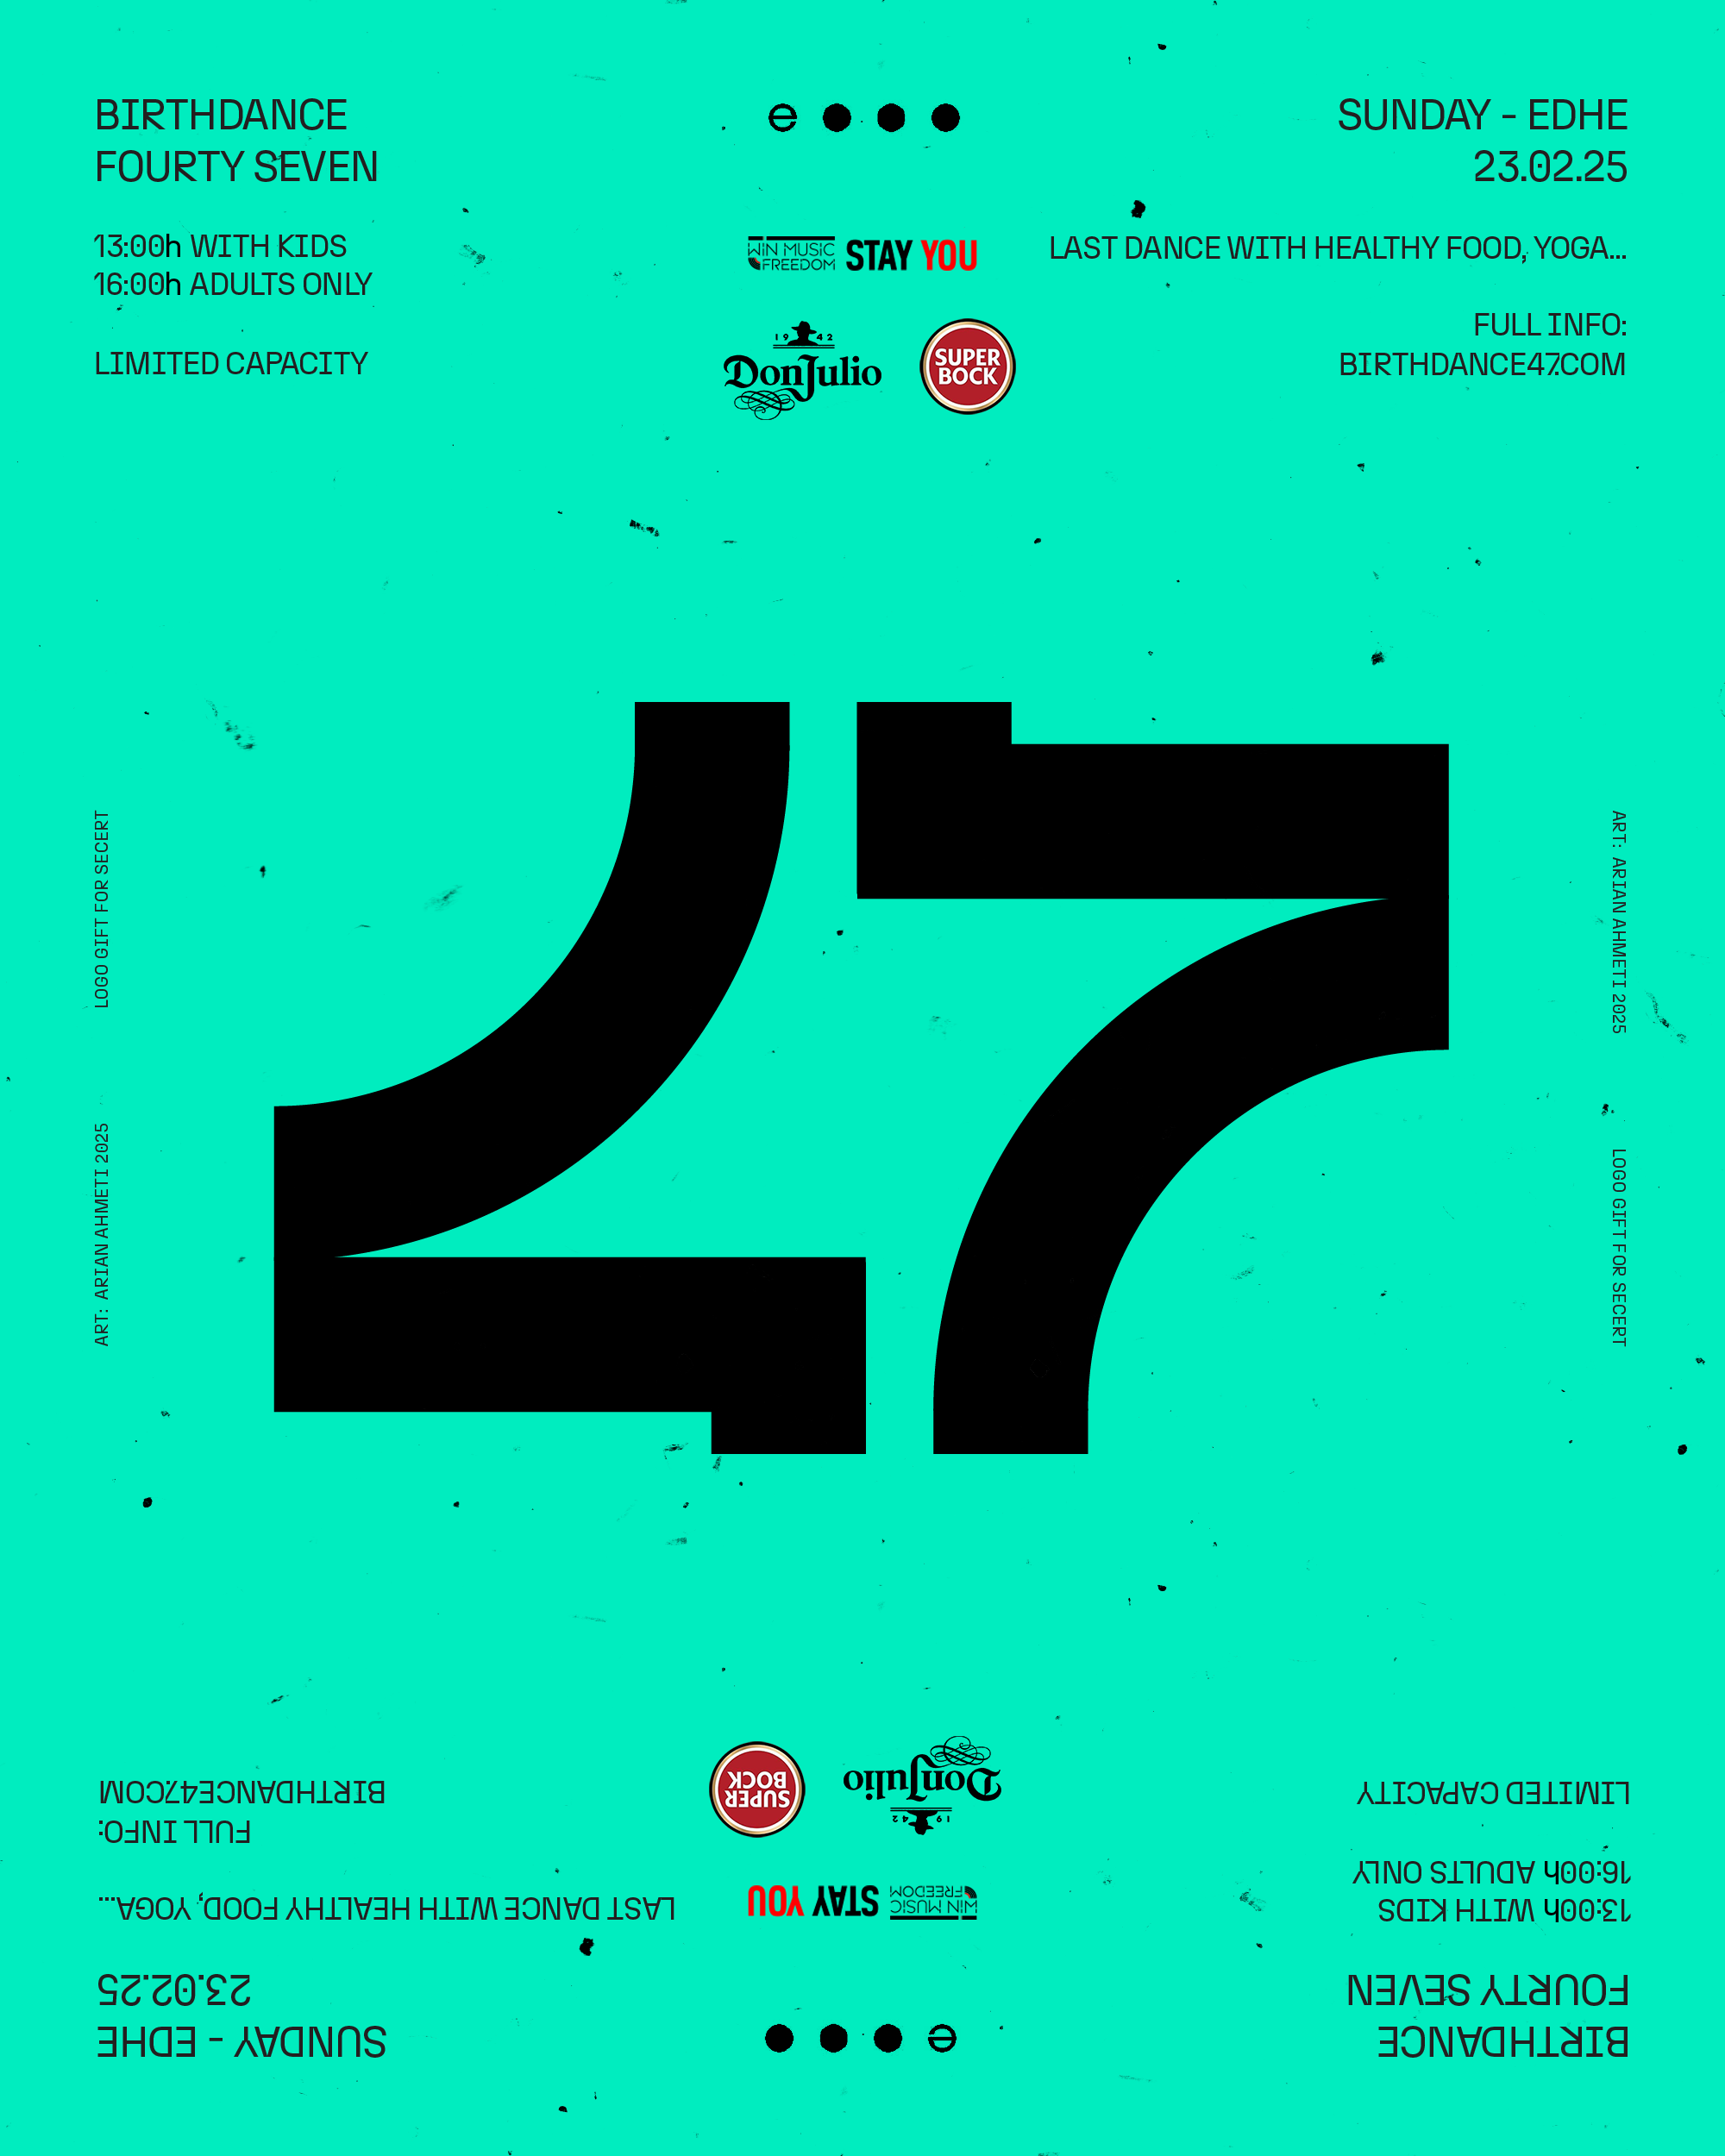 BIRTHDANCE
FOURTY SEVEN
13:00h WITH KIDS
16:00h ADULTS ONLY
LIMITED CAPACITY
e
WIN MUSIC
FREEDOM
STAY YOU
1942
DonJulio
SUPER
BOCK
SUNDAY - EDHE
23.02.25
LAST DANCE WITH HEALTHY FOOD, YOGA...
FULL INFO:
BIRTHDANCE47.COM
47
LOGO GIFT FOR SECERT
ART: ARIAN AHMETI 2025
ART: ARIAN AHMETI 2025
LOGO GIFT FOR SECERT
BIRTHDANCE
FOURTY SEVEN
13:00h WITH KIDS
16:00h ADULTS ONLY
LIMITED CAPACITY
e
WIN MUSIC
FREEDOM
STAY YOU
1942
DonJulio
SUPER
BOCK
SUNDAY - EDHE
23.02.25
LAST DANCE WITH HEALTHY FOOD, YOGA...
FULL INFO:
BIRTHDANCE47.COM